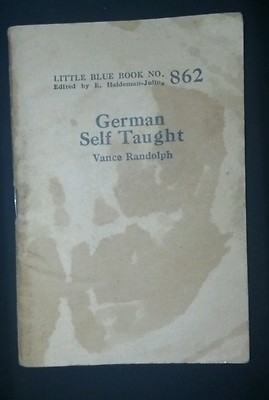 LITTLE BLUE BOOK NO. 862
Edited by E. Haldeman-Julius
German
Self Taught
Vance Randolph